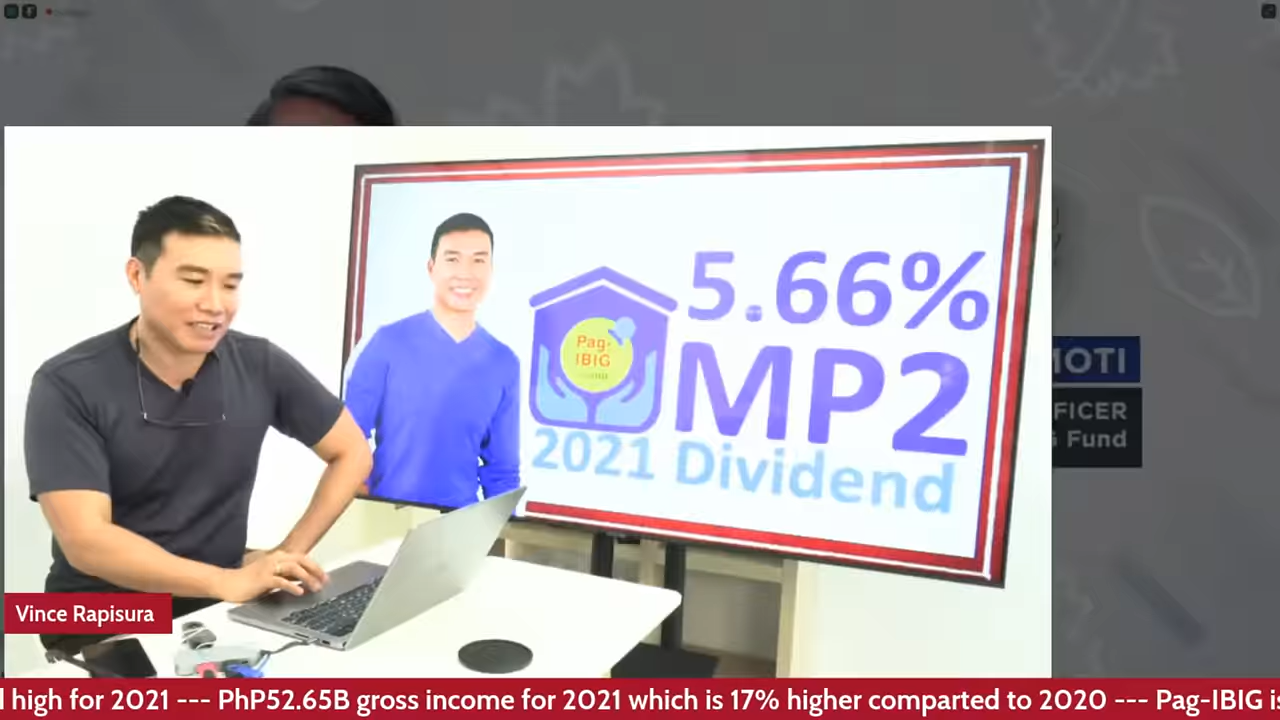 5.66%
Pag-
IBIG
MP2
2021 Dividend
MOTI
FICER
Fund
Vince Rapisura
high for 2021 --- PhP52.65B gross income for 2021 which is 17% higher comparted to 2020 --- Pag-IBIG is